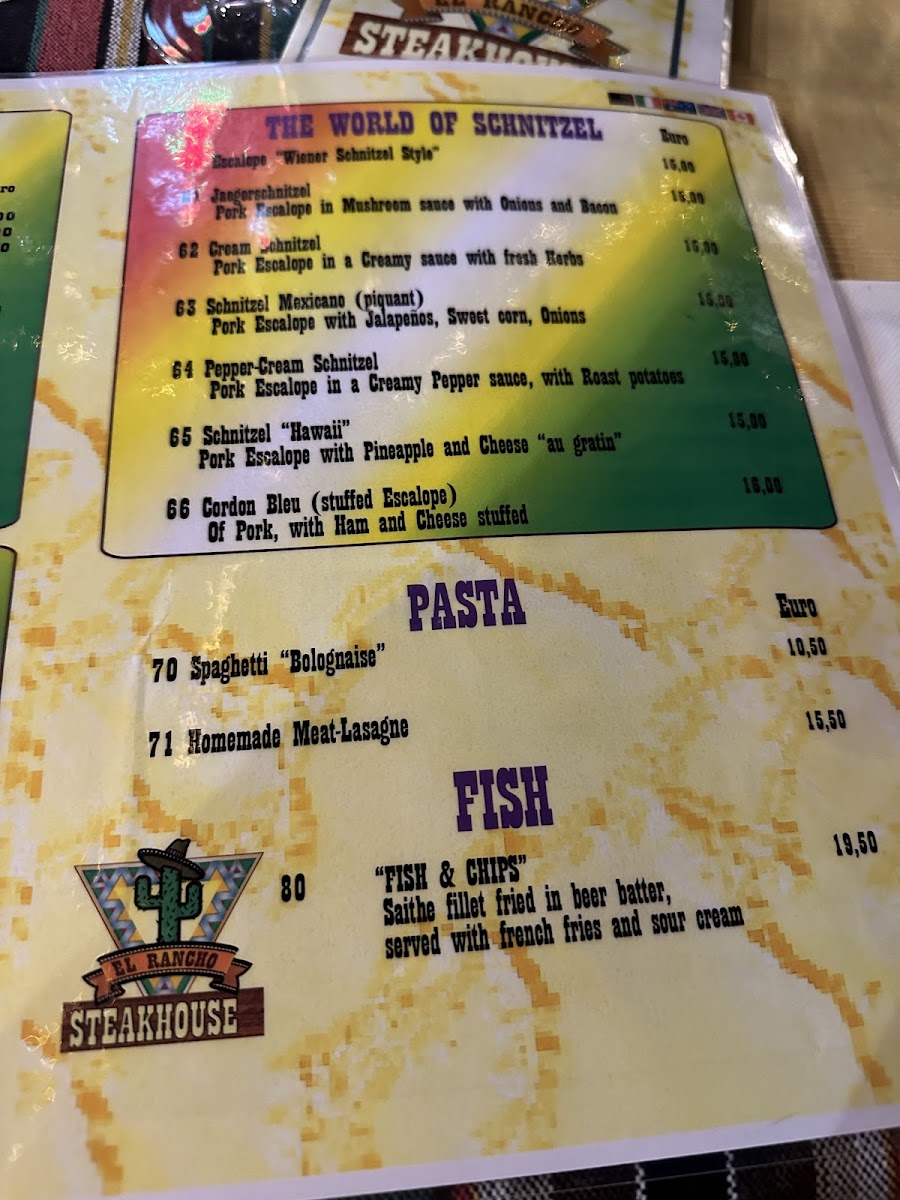 EL RANCHO
STEAKHOU
THE WORLD OF SCHNITZEL
Euro
Escalope "Wiener Schnitzel Style" 15,00
Jaegerschnitzel
Pork Escalope in Mushroom sauce with Onions and Bacon
62 Cream Schnitzel 15,00
Pork Escalope in a Creamy sauce with fresh Herbs
63 Schnitzel Mexicano (piquant) 15,00
Pork Escalope with Jalapeños, Sweet corn, Onions
64 Pepper-Cream Schnitzel 15,00
Pork Escalope in a Creamy Pepper sauce, with Roast potatoes
65 Schnitzel "Hawaii" 15,00
Pork Escalope with Pineapple and Cheese "au gratin"
66 Cordon Bleu (stuffed Escalope) 16,00
Of Pork, with Ham and Cheese stuffed
PASTA
Euro
70 Spaghetti "Bolognaise" 10,50
71 Homemade Meat-Lasagne 15,50
FISH
80 "FISH & CHIPS" 19,50
Saithe fillet fried in beer batter,
served with french fries and sour cream
EL RANCHO
STEAKHOUSE